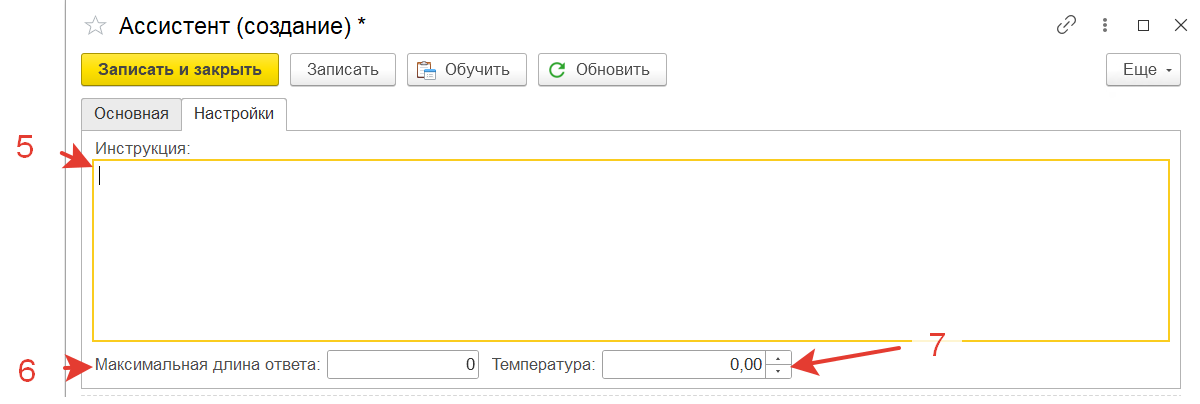 Ассистент (создание) *
Записать и закрыть Записать Обучить Обновить Еще
Основная Настройки
5 Инструкция:
6 Максимальная длина ответа: 0 Температура: 0,00 7